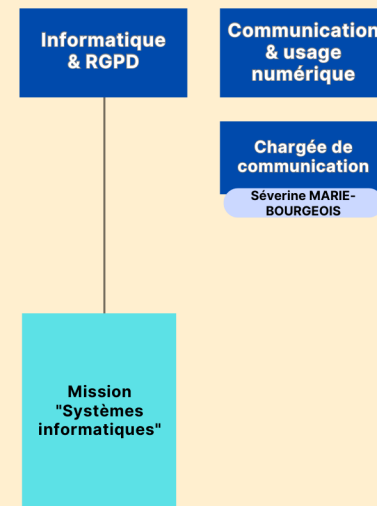 Informatique
& RGPD
Communication
& usage
numérique
Chargée de
communication
Séverine MARIE-
BOURGEOIS
Mission
"Systèmes
informatiques"